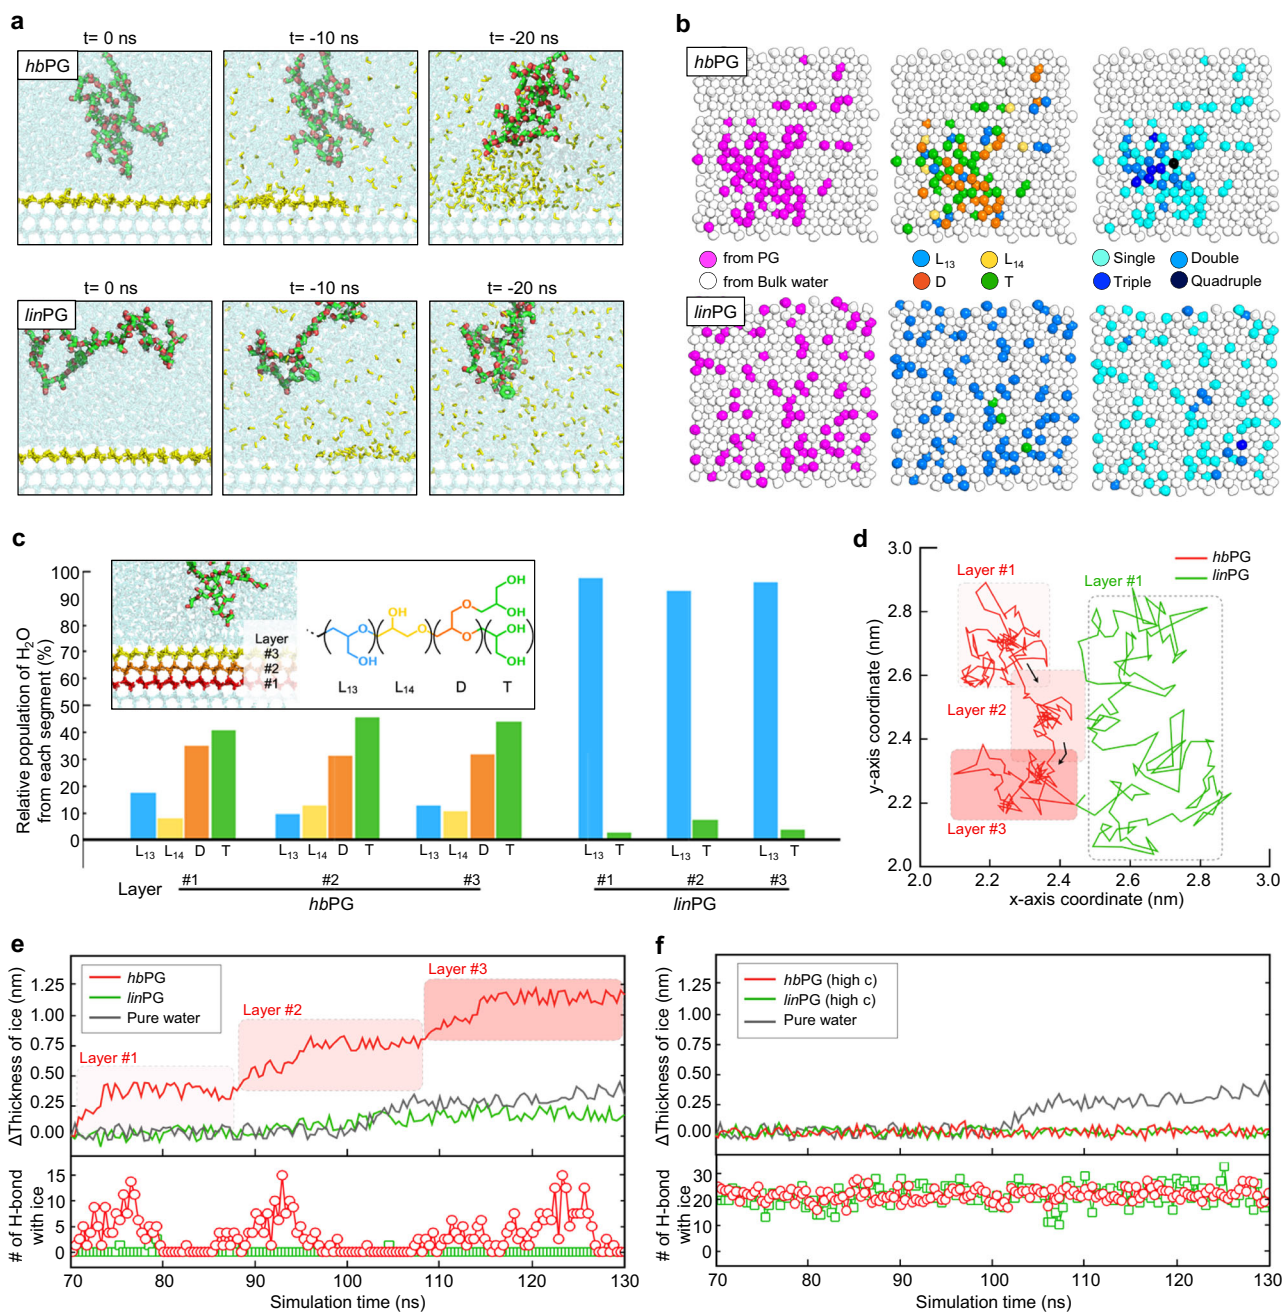 a
t= 0 ns
t= -10 ns
t= -20 ns
hbPG
t= 0 ns
t= -10 ns
t= -20 ns
linPG
b
hbPG
from PG
from Bulk water
L13
L14
D
T
Single
Double
Triple
Quadruple
linPG
c
Relative population of H2O
from each segment (%)
100
90
80
70
60
50
40
30
20
10
0
Layer
#3
#2
#1
OH
OH
O
O
O
O
OH
OH
OH
L13
L14
D
T
L13 L14 D T
L13 L14 D T
L13 L14 D T
L13 T
L13 T
L13 T
Layer
#1
#2
#3
#1
#2
#3
hbPG
linPG
d
y-axis coordinate (nm)
3.0
2.8
2.6
2.4
2.2
2.0
Layer #1
Layer #1
Layer #2
Layer #3
hbPG
linPG
2.0 2.2 2.4 2.6 2.8 3.0
x-axis coordinate (nm)
e
ΔThickness of ice (nm)
1.25
1.00
0.75
0.50
0.25
0.00
hbPG
linPG
Pure water
Layer #1
Layer #2
Layer #3
# of H-bond
with ice
15
10
5
0
70 80 90 100 110 120 130
Simulation time (ns)
f
ΔThickness of ice (nm)
1.25
1.00
0.75
0.50
0.25
0.00
hbPG (high c)
linPG (high c)
Pure water
# of H-bond
with ice
30
20
10
0
70 80 90 100 110 120 130
Simulation time (ns)